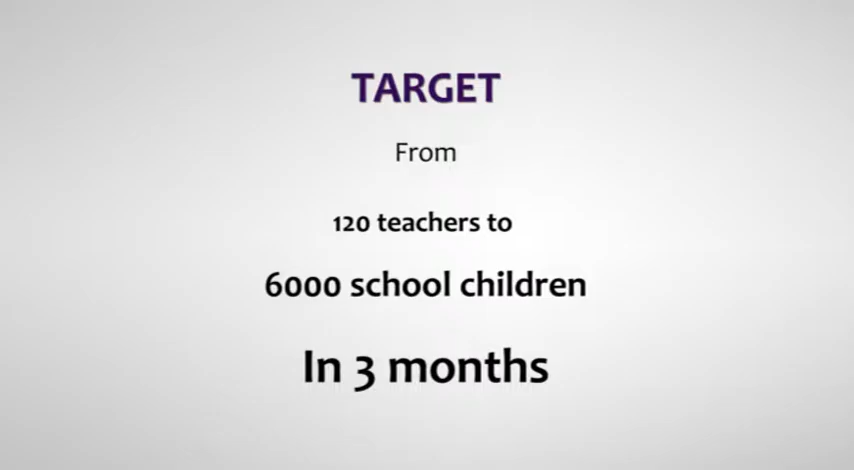 TARGET
From
120 teachers to
6000 school children
In 3 months